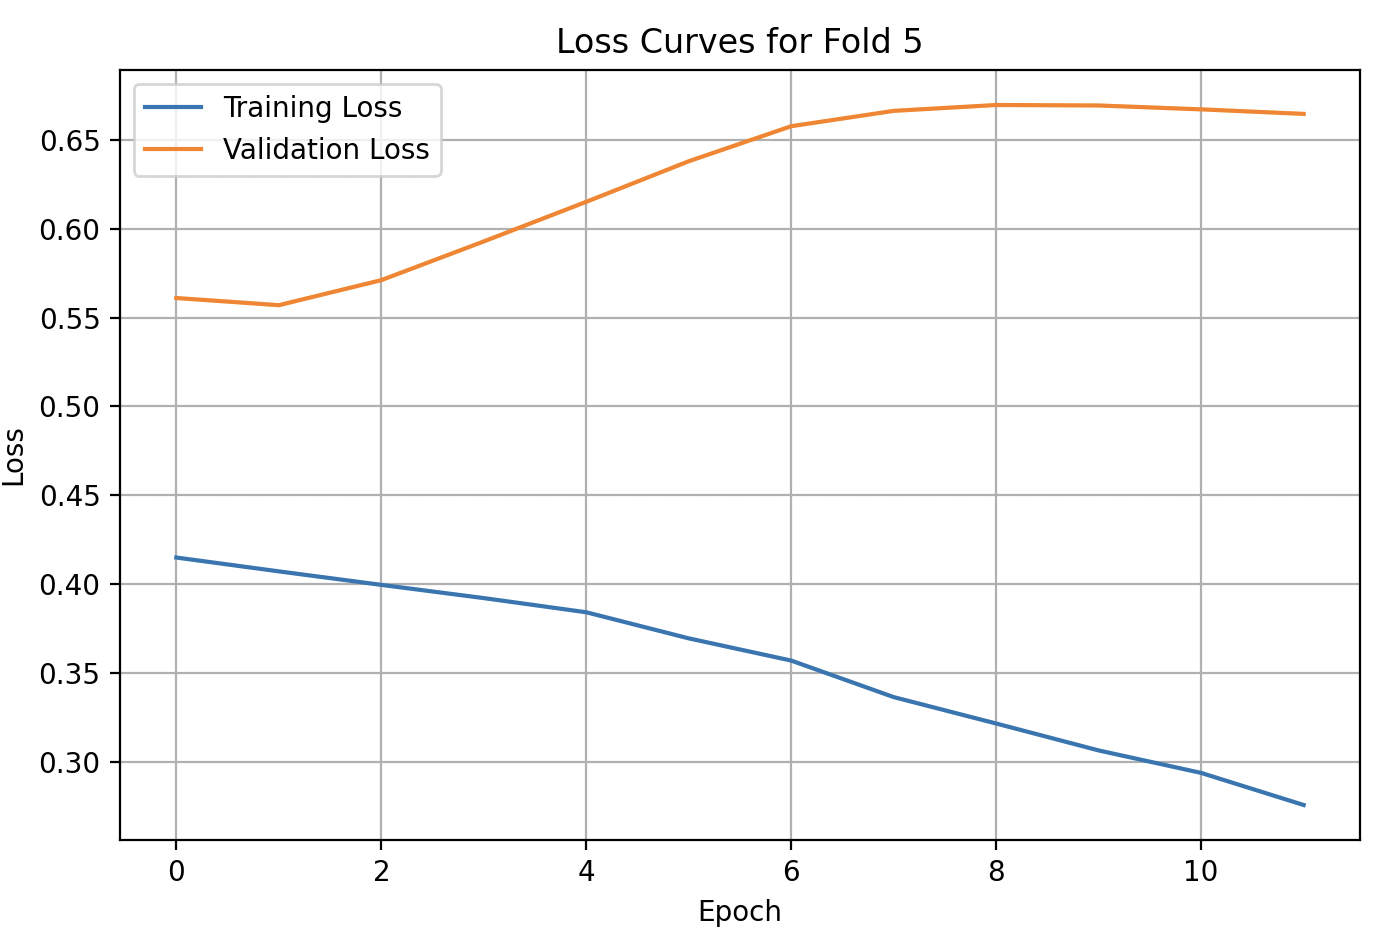 Loss Curves for Fold 5
Training Loss
Validation Loss
0.65
0.60
0.55
0.50
0.45
0.40
0.35
0.30
Loss
0 2 4 6 8 10
Epoch